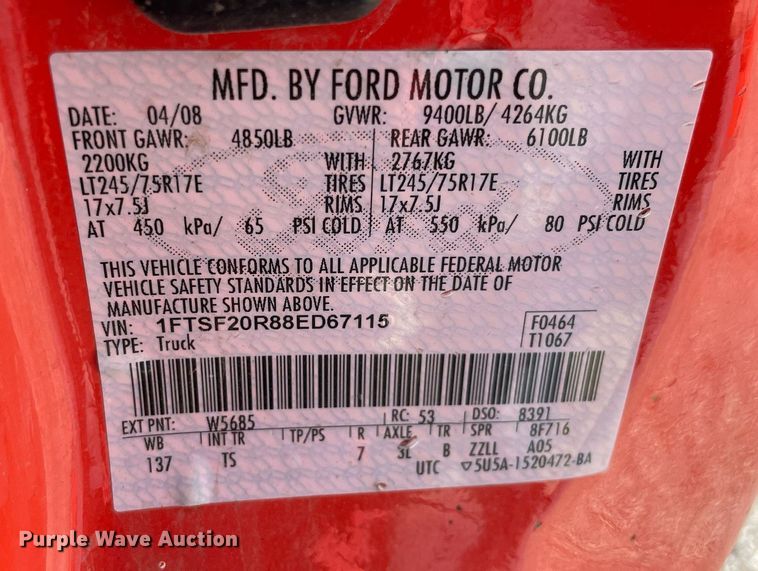 MFD. BY FORD MOTOR CO.
DATE: 04/08 GVWR: 9400LB/ 4264KG
FRONT GAWR: 4850LB REAR GAWR: 6100LB
2200KG WITH 2767KG WITH
LT245/75R17E TIRES LT245/75R17E TIRES
17x7.5J RIMS 17x7.5J RIMS
AT 450 kPa/ 65 PSI COLD AT 550 kPa/ 80 PSI COLD
THIS VEHICLE CONFORMS TO ALL APPLICABLE FEDERAL MOTOR
VEHICLE SAFETY STANDARDS IN EFFECT ON THE DATE OF
MANUFACTURE SHOWN ABOVE.
VIN: 1FTSF20R88ED67115 F0464
TYPE: Truck T1067
EXT PNT: W5685 RC: 53 DSO: 8391
WB INT TR TP/PS R AXLE TR SPR 8F716
137 TS 7 3L B ZZLL A05
UTC 5U5A-1520472-BA
Purple Wave Auction